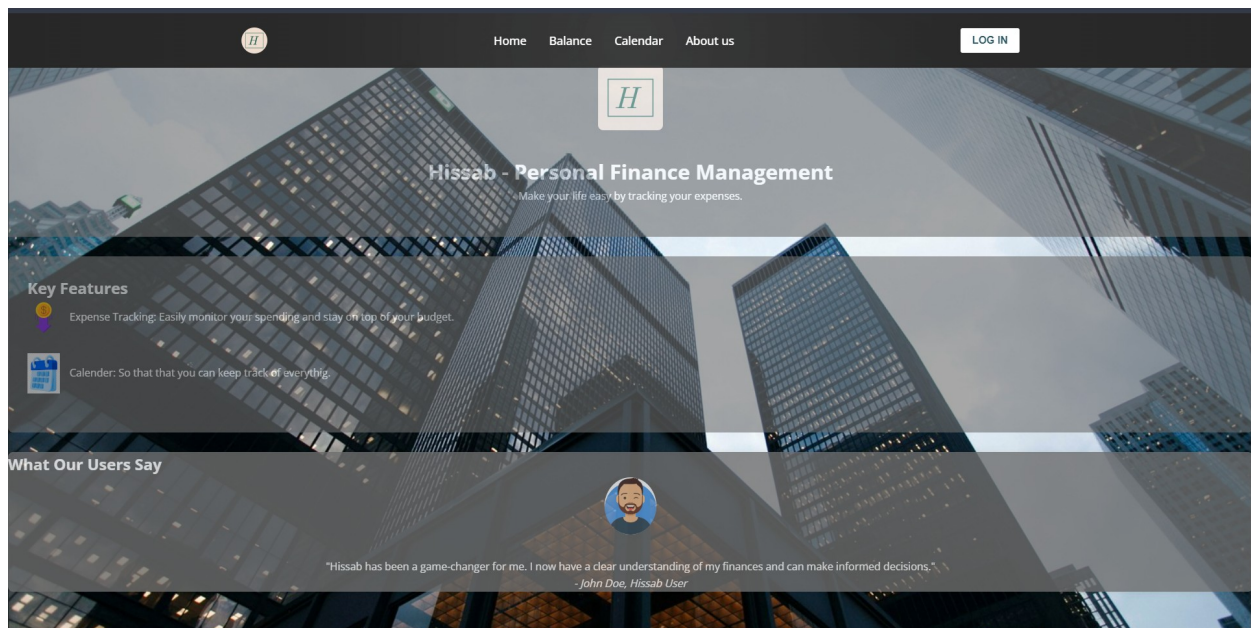 H
Home Balance Calendar About us
LOG IN
H
Hissab - Personal Finance Management
Make your life easy by tracking your expenses.
Key Features
Expense Tracking: Easily monitor your spending and stay on top of your budget.
Calender: So that that you can keep track of everythig.
What Our Users Say
"Hissab has been a game-changer for me. I now have a clear understanding of my finances and can make informed decisions."
- John Doe, Hissab User